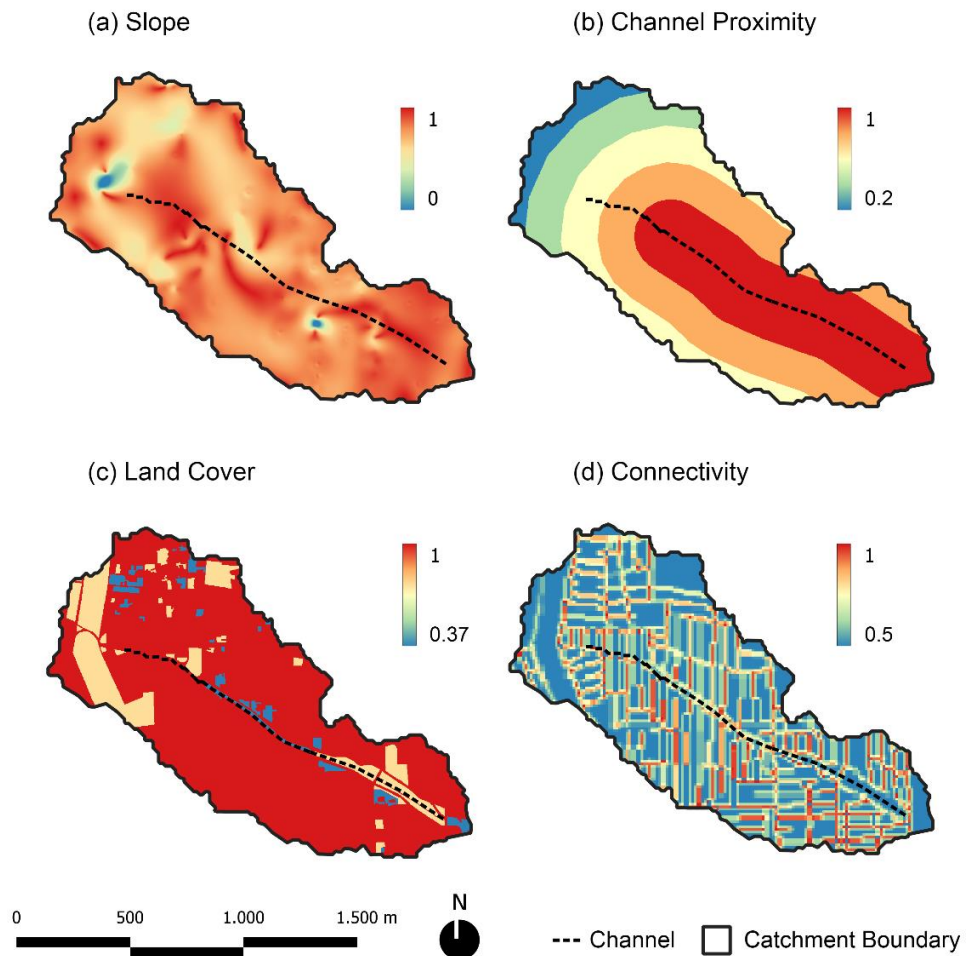 (a) Slope
(b) Channel Proximity
1
0
1
0.2
(c) Land Cover
(d) Connectivity
1
0.37
1
0.5
0 500 1.000 1.500 m
N
Channel
Catchment Boundary